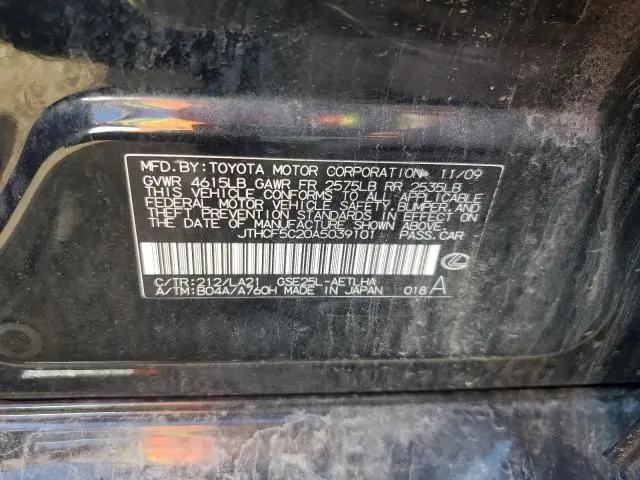 MFD. BY: TOYOTA MOTOR CORPORATION 11/09
GVWR 4615LB GAWR FR 2575LB RR 2535LB
THIS VEHICLE CONFORMS TO ALL APPLICABLE
FEDERAL MOTOR VEHICLE SAFETY, BUMPER, AND
THEFT PREVENTION STANDARDS IN EFFECT ON
THE DATE OF MANUFACTURE SHOWN ABOVE.
JTHCF5C20A5039101 PASS. CAR
C/TR: 212/LA21 GSE25L-AETLHA
A/TM: B04A/A760H MADE IN JAPAN 018 A